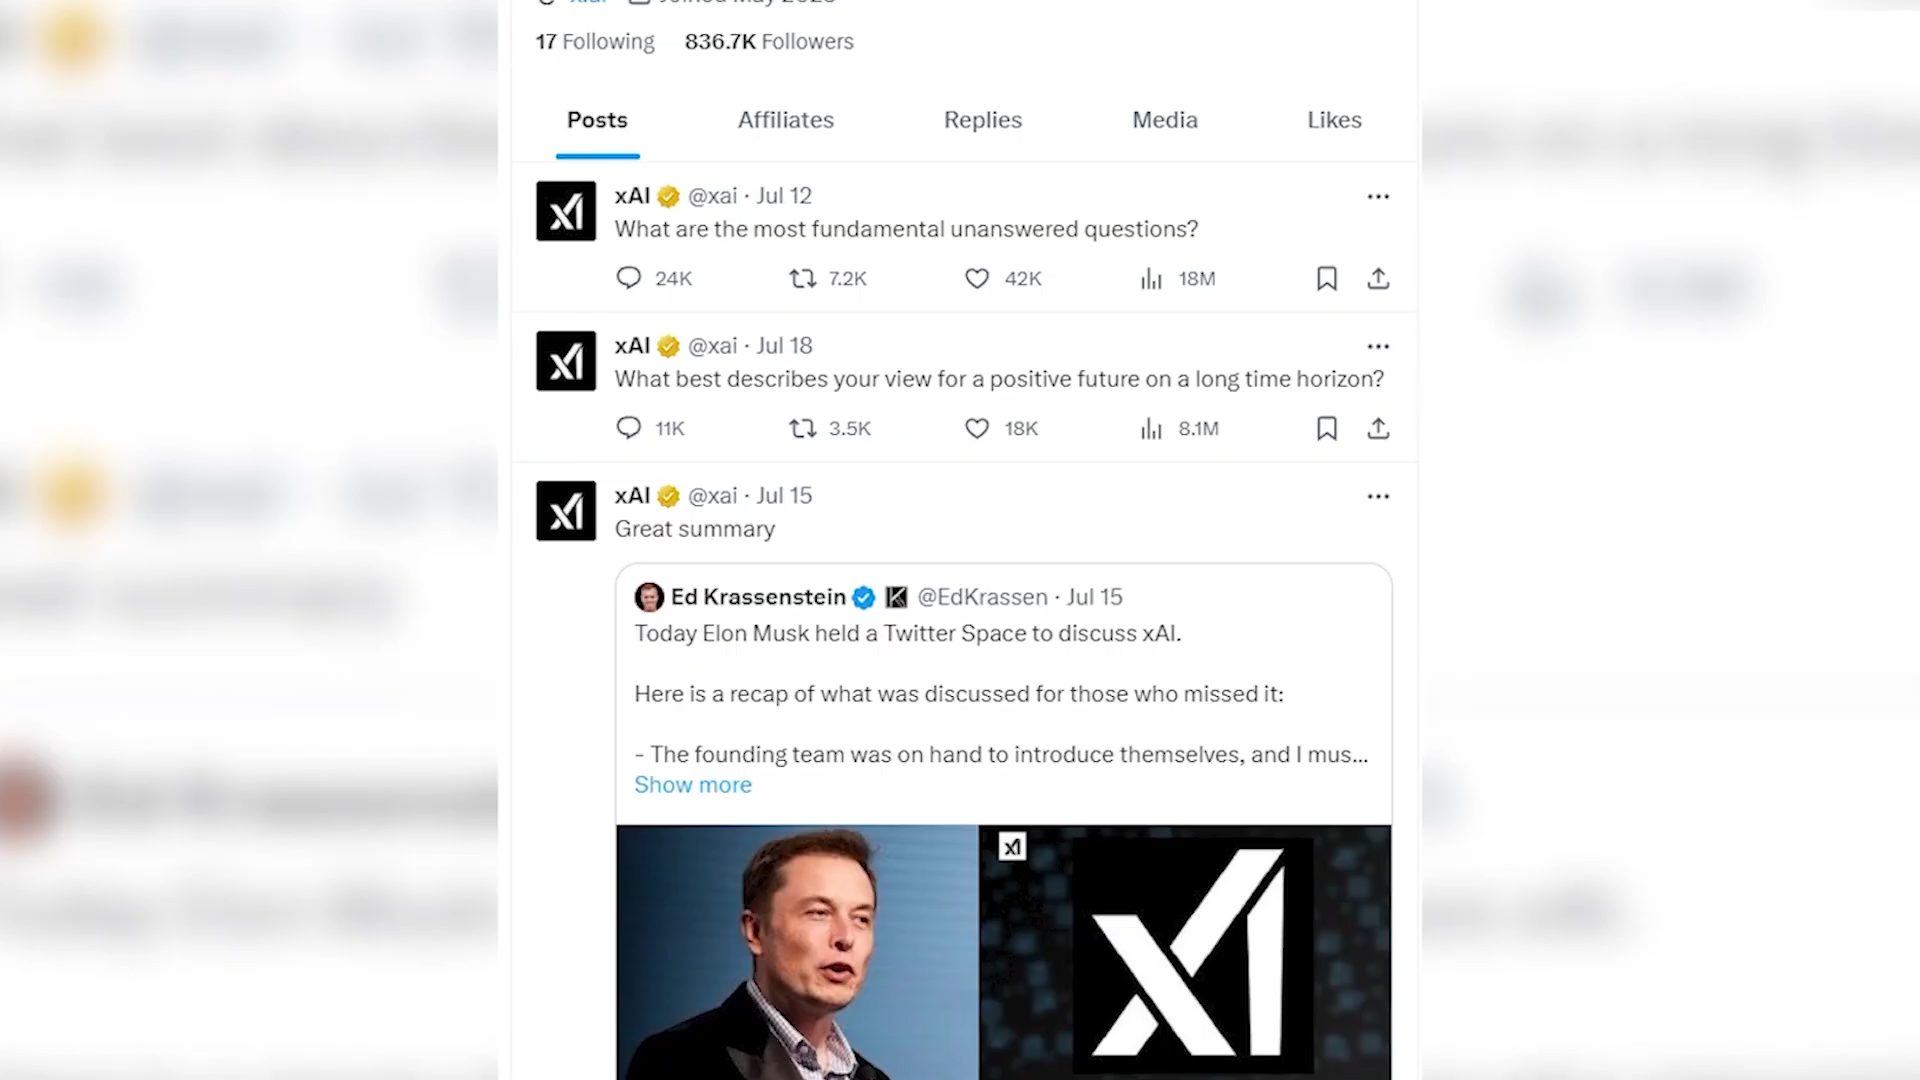 17 Following 836.7K Followers
Posts Affiliates Replies Media Likes
xAI @xai · Jul 12
What are the most fundamental unanswered questions?
24K 7.2K 42K 18M
xAI @xai · Jul 18
What best describes your view for a positive future on a long time horizon?
11K 3.5K 18K 8.1M
xAI @xai · Jul 15
Great summary
Ed Krassenstein @EdKrassen · Jul 15
Today Elon Musk held a Twitter Space to discuss xAI.
Here is a recap of what was discussed for those who missed it:
- The founding team was on hand to introduce themselves, and I mus...
Show more